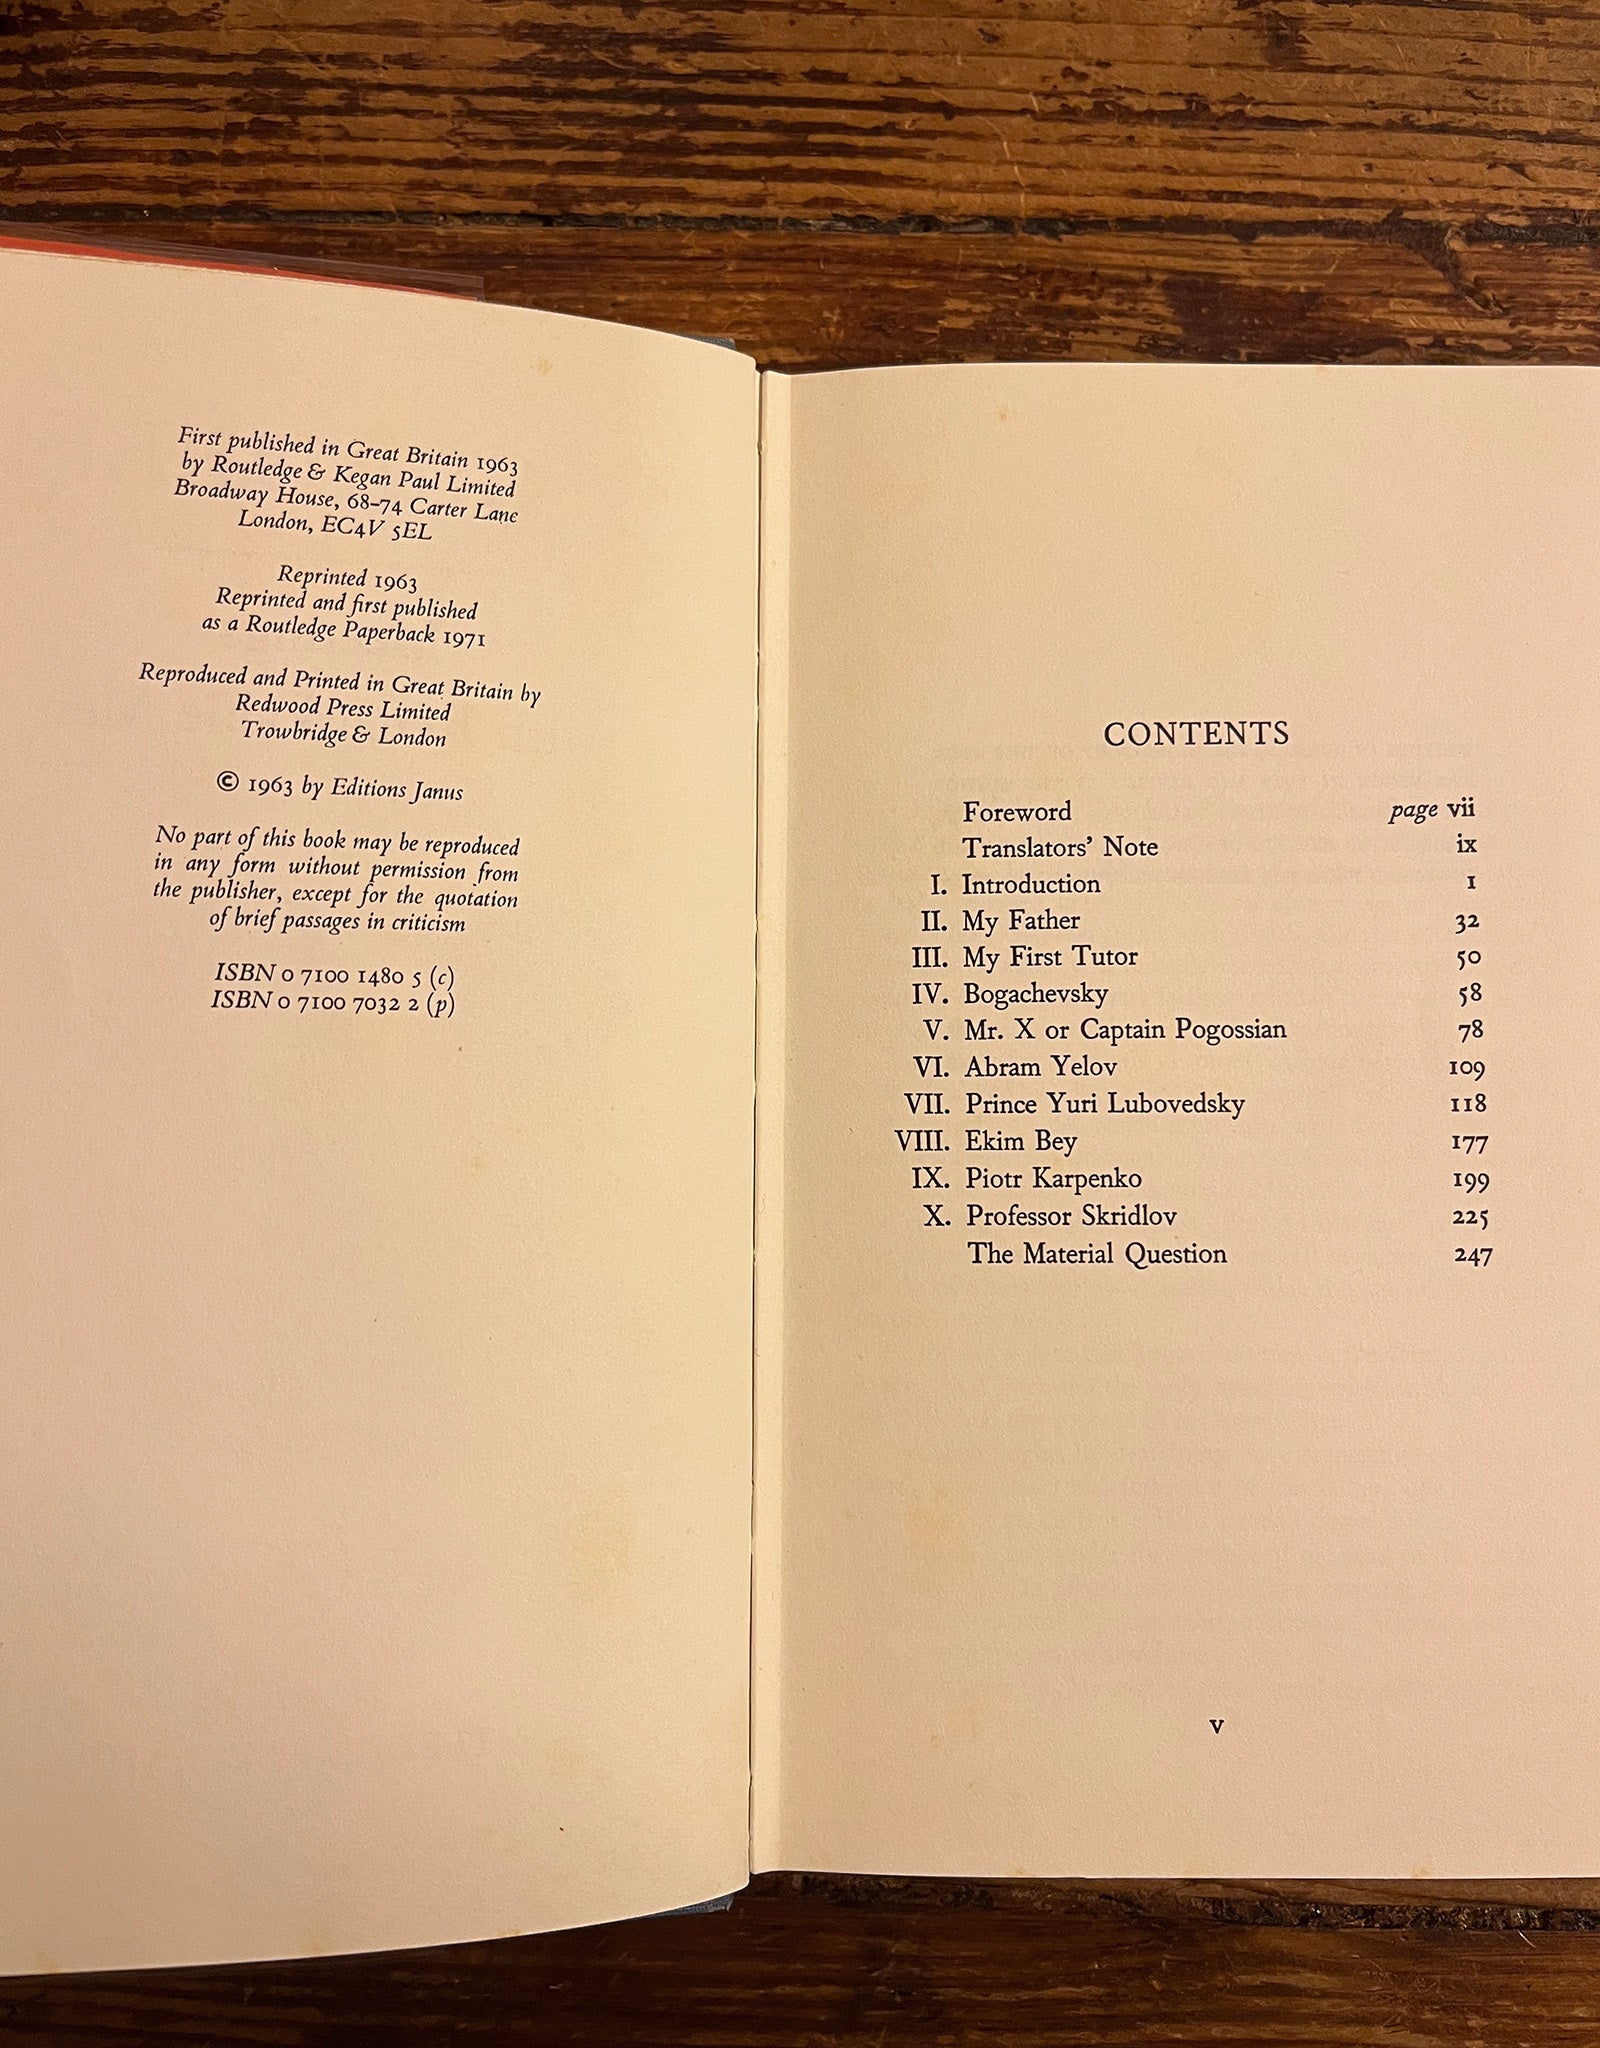 First published in Great Britain 1963
by Routledge & Kegan Paul Limited
Broadway House, 68–74 Carter Lane
London, EC4V 5EL
Reprinted 1963
Reprinted and first published
as a Routledge Paperback 1971
Reproduced and Printed in Great Britain by
Redwood Press Limited
Trowbridge & London
© 1963 by Editions Janus
No part of this book may be reproduced
in any form without permission from
the publisher, except for the quotation
of brief passages in criticism
ISBN 0 7100 1480 5 (c)
ISBN 0 7100 7032 2 (p)
CONTENTS
Foreword page vii
Translators’ Note ix
I. Introduction 1
II. My Father 32
III. My First Tutor 50
IV. Bogachevsky 58
V. Mr. X or Captain Pogossian 78
VI. Abram Yelov 109
VII. Prince Yuri Lubovedsky 118
VIII. Ekim Bey 177
IX. Piotr Karpenko 199
X. Professor Skridlov 225
The Material Question 247
v